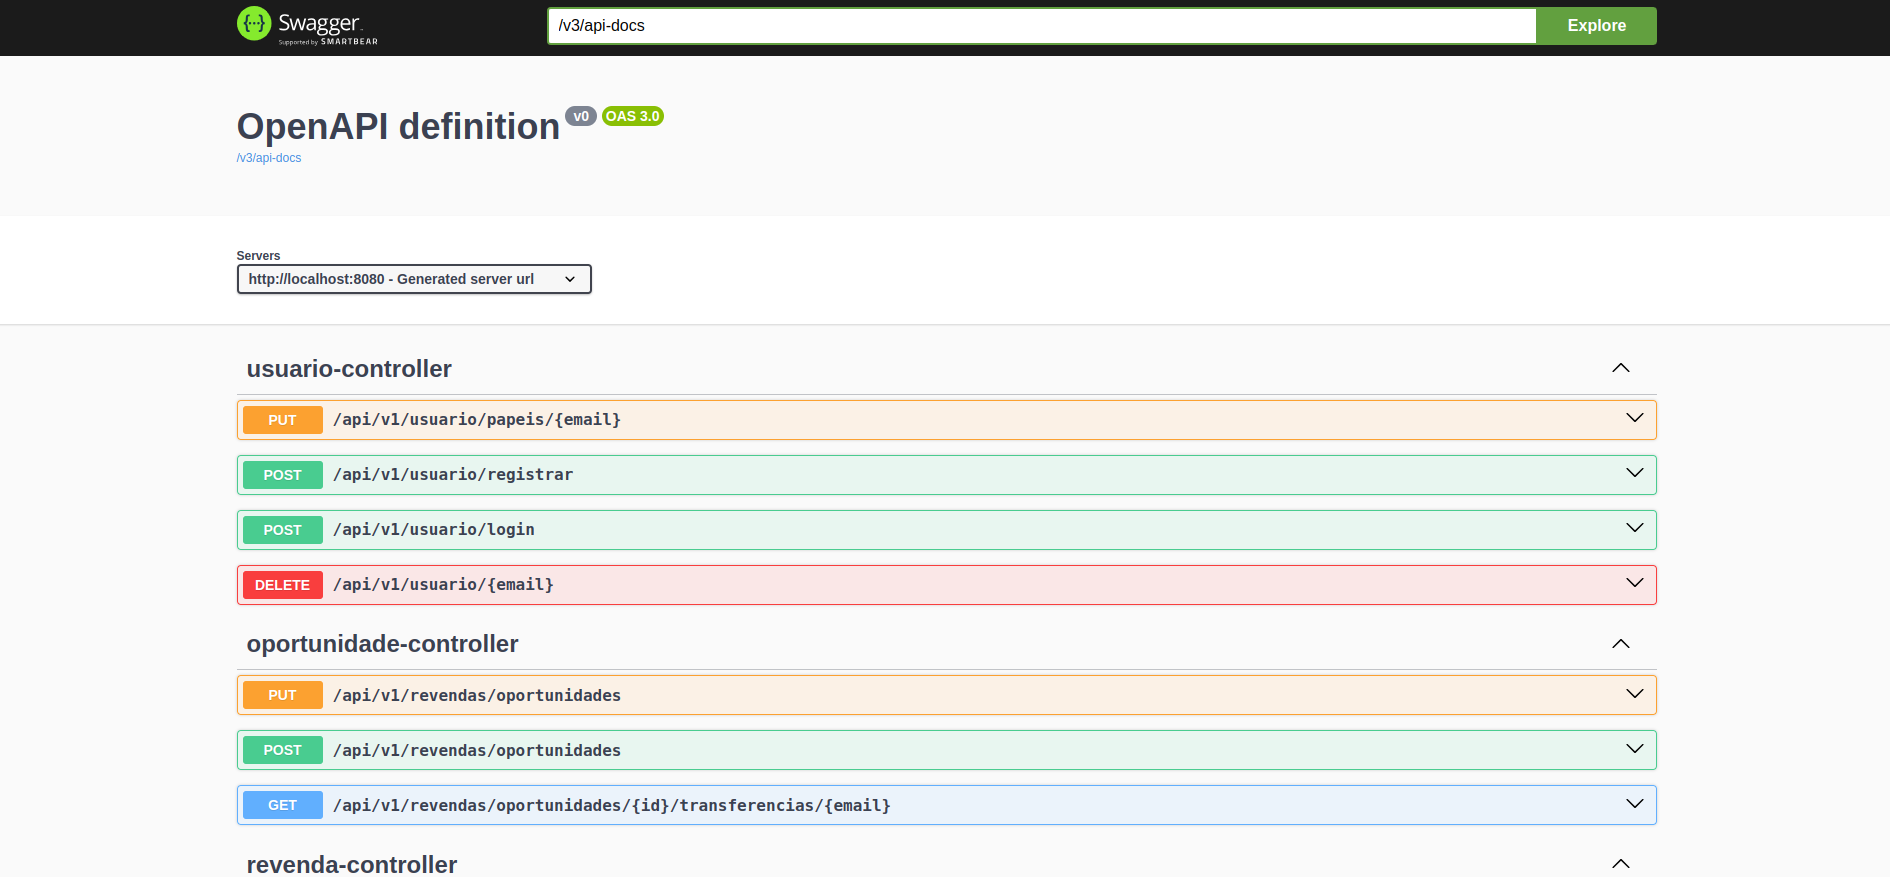 Swagger
Supported by SMARTBEAR
/v3/api-docs
Explore
OpenAPI definition v0 OAS 3.0
/v3/api-docs
Servers
http://localhost:8080 - Generated server url
usuario-controller
PUT /api/v1/usuario/papeis/{email}
POST /api/v1/usuario/registrar
POST /api/v1/usuario/login
DELETE /api/v1/usuario/{email}
oportunidade-controller
PUT /api/v1/revendas/oportunidades
POST /api/v1/revendas/oportunidades
GET /api/v1/revendas/oportunidades/{id}/transferencias/{email}
revenda-controller